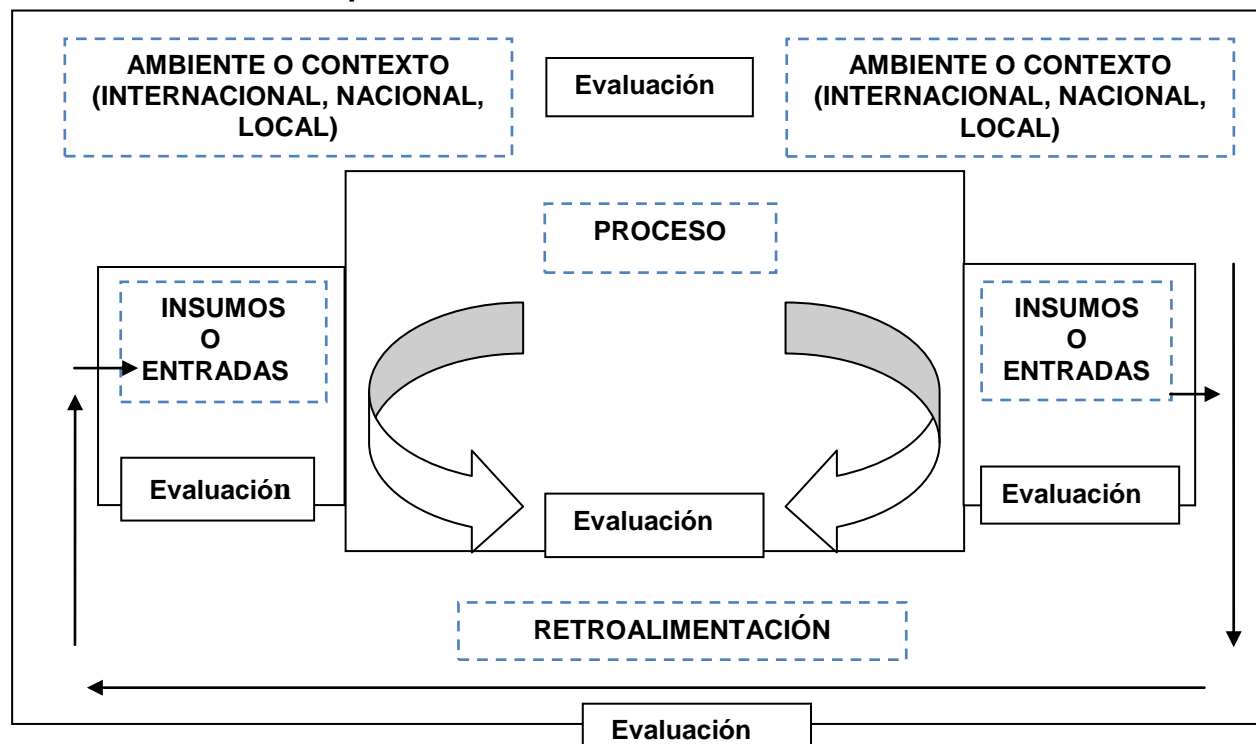 AMBIENTE O CONTEXTO
(INTERNACIONAL, NACIONAL,
LOCAL)
Evaluación
AMBIENTE O CONTEXTO
(INTERNACIONAL, NACIONAL,
LOCAL)
PROCESO
INSUMOS
O
ENTRADAS
INSUMOS
O
ENTRADAS
Evaluación
Evaluación
Evaluación
RETROALIMENTACIÓN
Evaluación